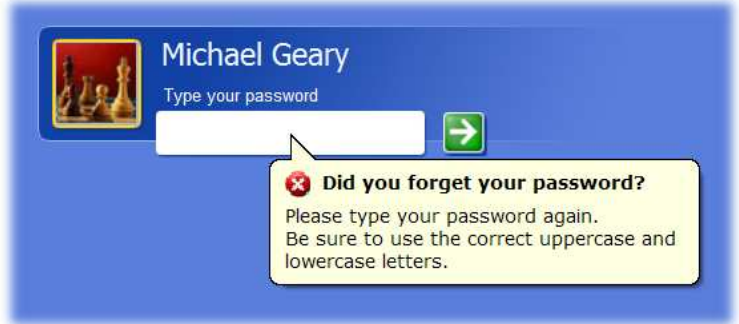 Michael Geary
Type your password
Did you forget your password?
Please type your password again.
Be sure to use the correct uppercase and
lowercase letters.